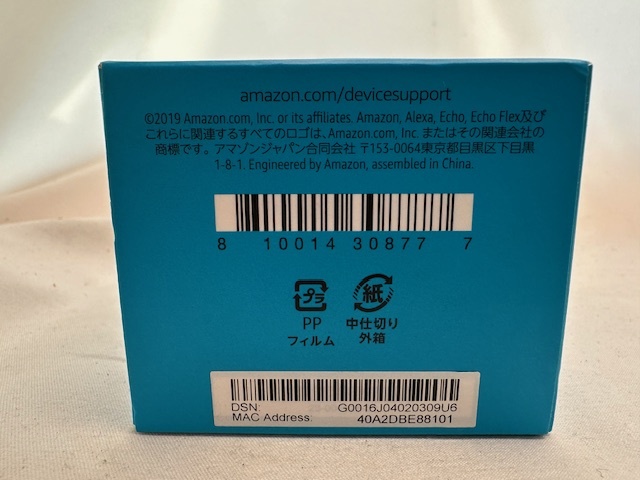 amazon.com/devicesupport
©2019 Amazon.com, Inc. or its affiliates. Amazon, Alexa, Echo, Echo Flex及び
これらに関連するすべてのロゴは、Amazon.com, Inc. またはその関連会社の
商標です。アマゾンジャパン合同会社 〒153-0064東京都目黒区下目黒
1-8-1. Engineered by Amazon, assembled in China.
8 10014 30877 7
プラ 紙
PP 中仕切り
フィルム 外箱
DSN: G0016J04020309U6
MAC Address: 40A2DBE88101